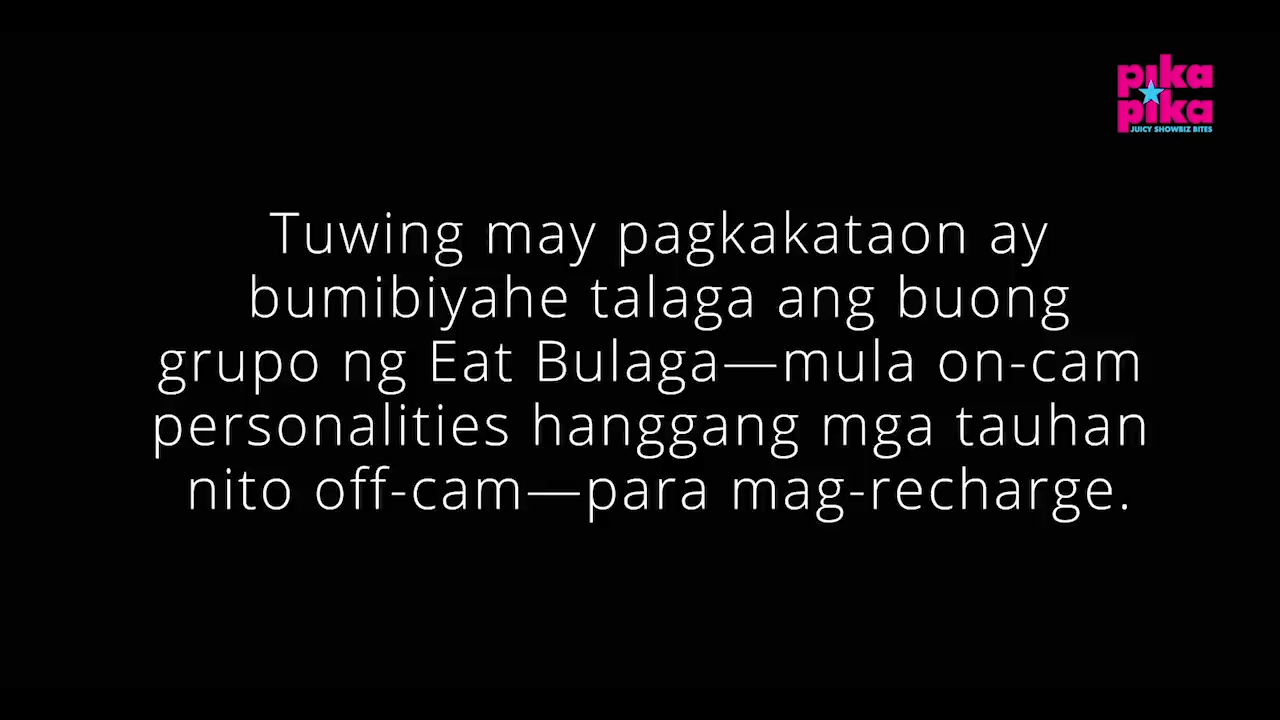 pika
pika
JUICY SHOWBIZ BITES
Tuwing may pagkakataon ay
bumibiyahe talaga ang buong
grupo ng Eat Bulaga—mula on-cam
personalities hanggang mga tauhan
nito off-cam—para mag-recharge.